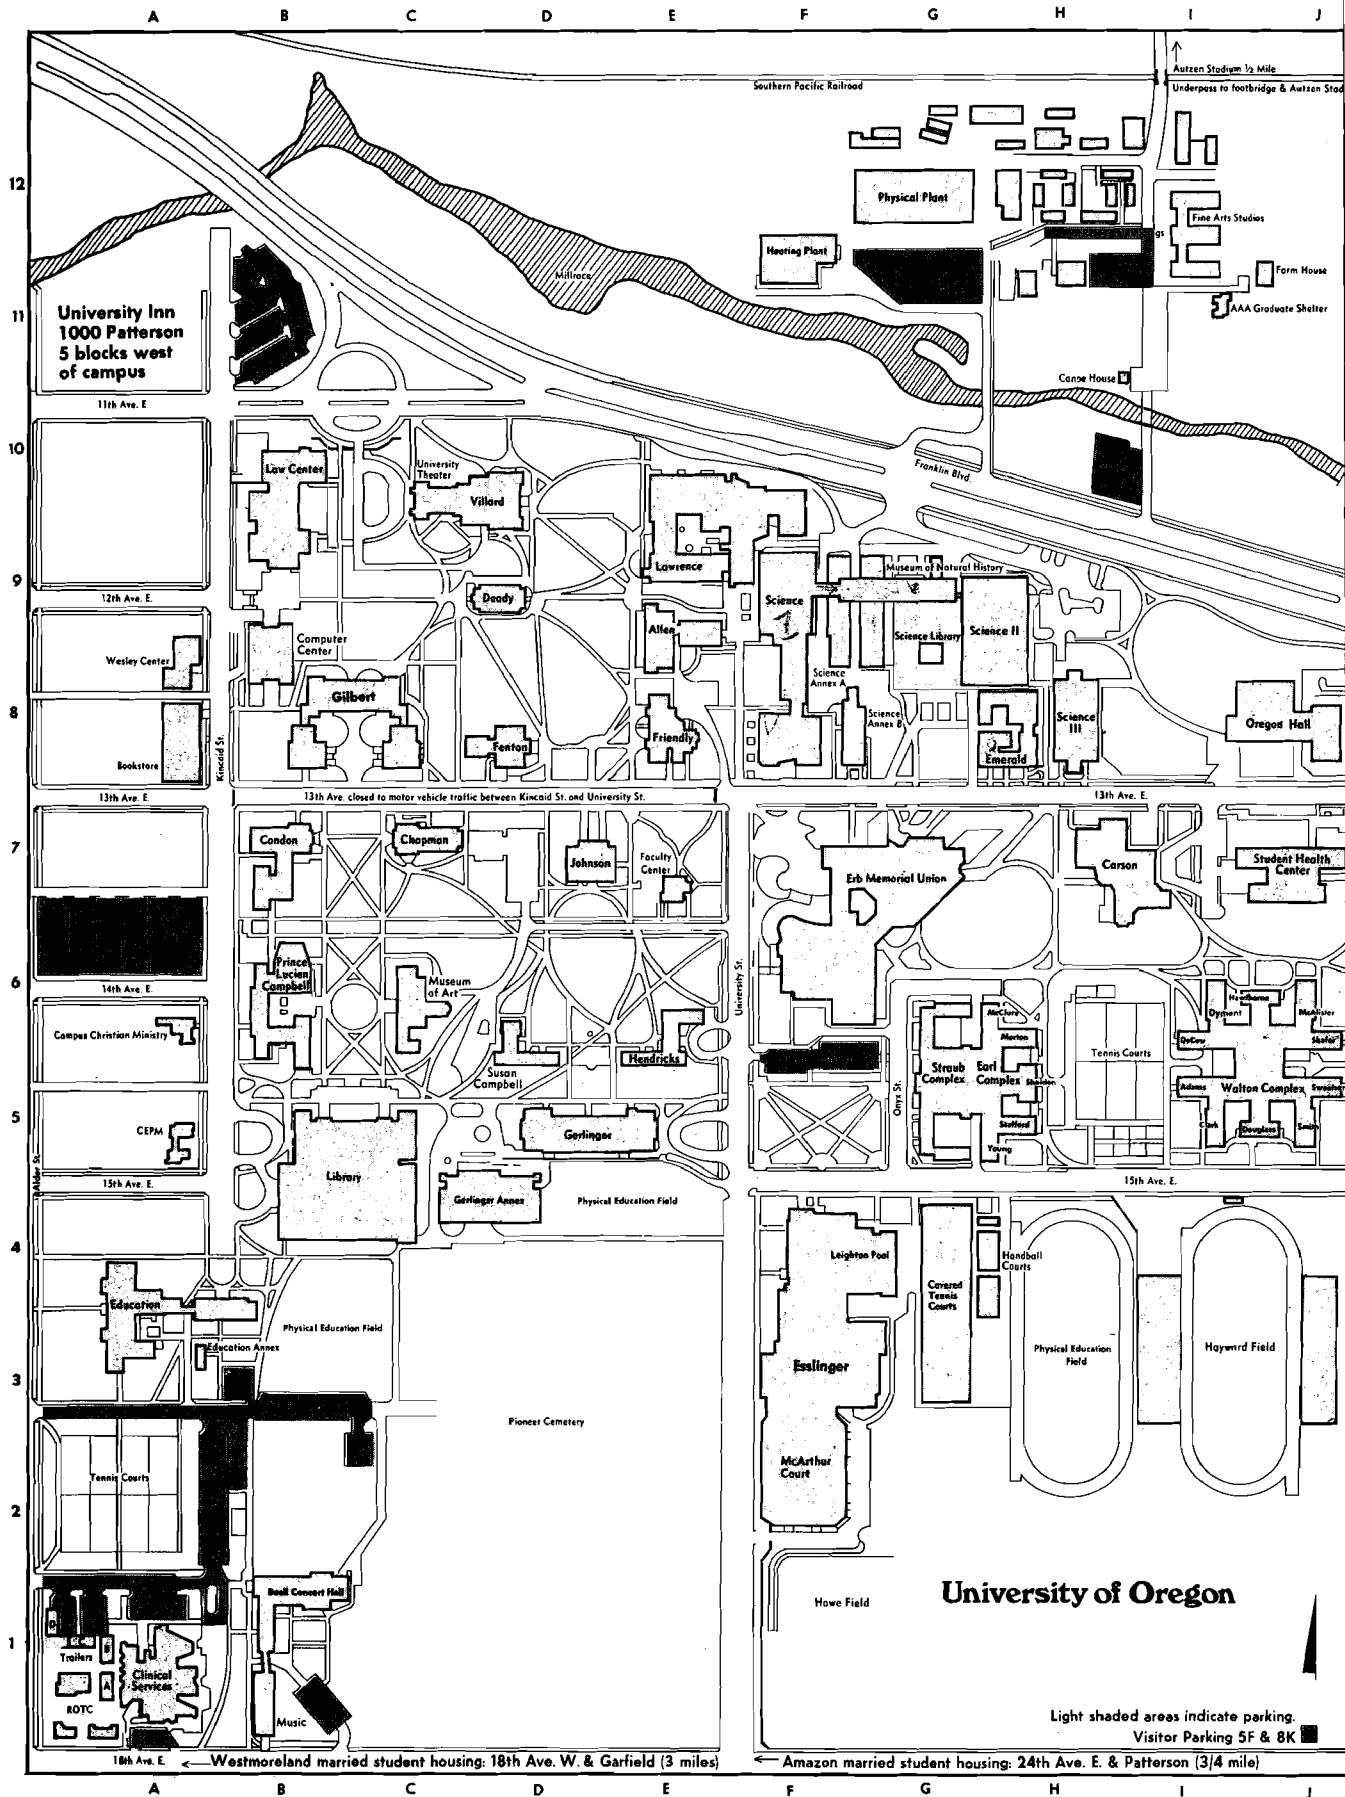 A B C D E F G H I J
Autzen Stadium ½ Mile
Southern Pacific Railroad
Underpass to footbridge & Autzen Stad
12
Physical Plant
Fine Arts Studios
gs
Heating Plant
Millrace
Farm House
11
University Inn
1000 Patterson
5 blocks west
of campus
AAA Graduate Shelter
Canoe House
11th Ave. E
10
Law Center
University
Theater
Villard
Franklin Blvd.
Lawrence
Museum of Natural History
9
12th Ave. E.
Deady
Science
I
Allen
Science Library
Science II
Computer
Center
Wesley Center
Gilbert
Science
Annex A
8
Science
Annex B
Science
III
Oregon Hall
Fenton
Friendly
Emerald
Bookstore
Kincaid St.
13th Ave. E.
13th Ave. closed to motor vehicle traffic between Kincaid St. and University St.
13th Ave. E.
7
Condon
Chapman
Johnson
Faculty
Center
Erb Memorial Union
Carson
Student Health
Center
6
Prince
Lucien
Campbell
Museum
of Art
14th Ave. E.
University St.
Hawthorne
McClure
Dyment
McAlister
Campus Christian Ministry
Morton
DeCou
Shafer
Susan
Campbell
Hendricks
Straub
Complex
Earl
Complex
Sheldon
Tennis Courts
Adams
Walton Complex
Sweetser
Onyx St.
5
CEPM
Gerlinger
Stafford
Clark
Douglass
Smith
Young
Alder St.
Library
15th Ave. E.
Gerlinger Annex
Physical Education Field
15th Ave. E.
4
Leighton Pool
Handball
Courts
Covered
Tennis
Courts
Education
Physical Education Field
Education Annex
Esslinger
Physical Education
Field
Hayward Field
3
Pioneer Cemetery
McArthur
Court
Tennis Courts
2
Beall Concert Hall
University of Oregon
Howe Field
D
1
C
B
Trailers
Clinical
Services
A
ROTC
Music
Light shaded areas indicate parking.
Visitor Parking 5F & 8K
18th Ave. E.
Westmoreland married student housing: 18th Ave. W. & Garfield (3 miles)
Amazon married student housing: 24th Ave. E. & Patterson (3/4 mile)
A B C D E F G H I J